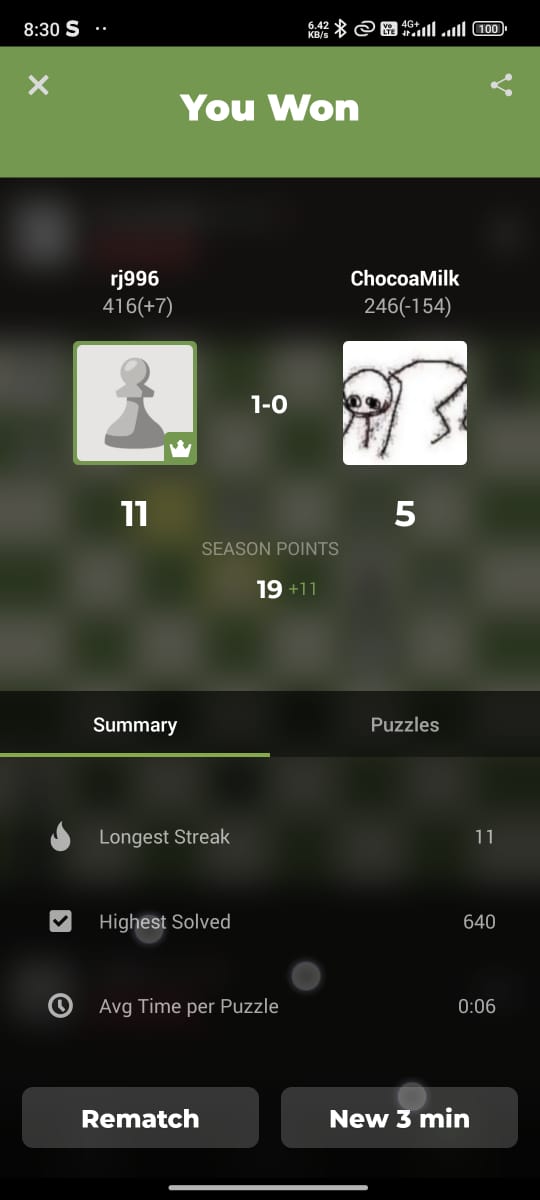 8:30 S ·· 6.42 KB/s Vo LTE 4G+ 100
You Won
rj996 ChocoaMilk
416(+7) 246(-154)
1-0
11 5
SEASON POINTS
19 +11
Summary Puzzles
Longest Streak 11
Highest Solved 640
Avg Time per Puzzle 0:06
Rematch New 3 min